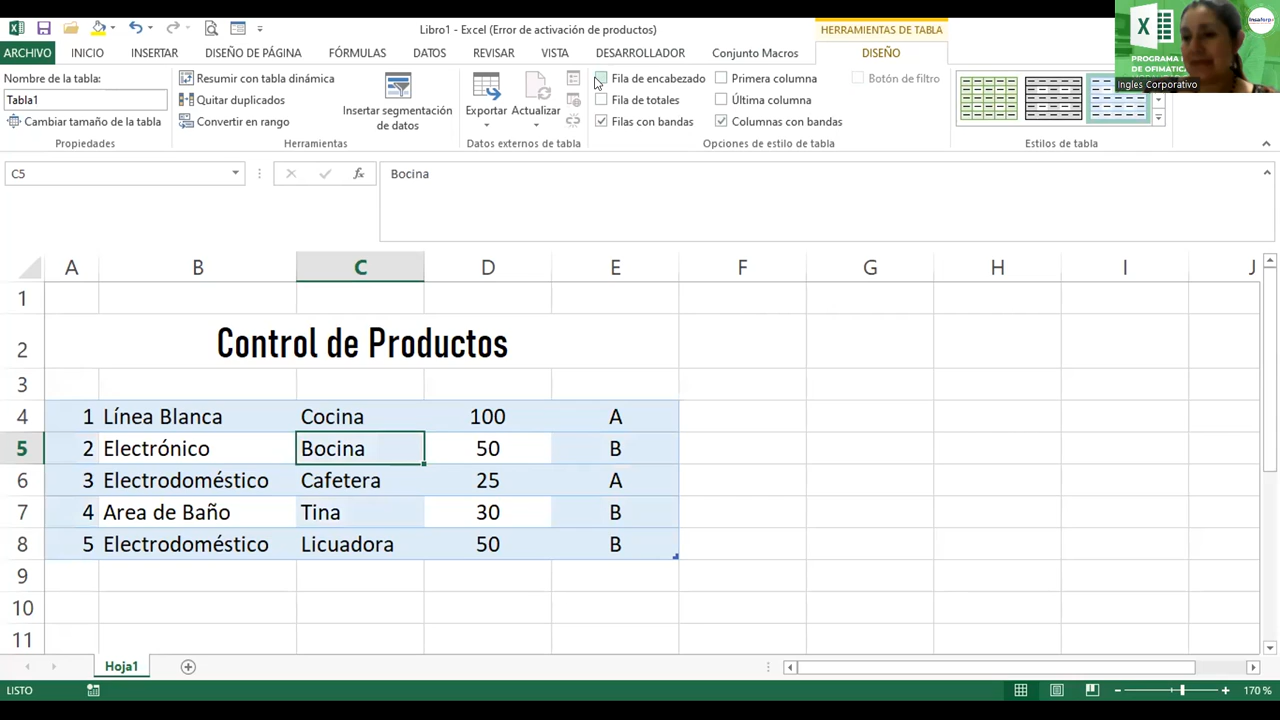 Libro1 - Excel (Error de activación de productos)
HERRAMIENTAS DE TABLA
ARCHIVO INICIO INSERTAR DISEÑO DE PÁGINA FÓRMULAS DATOS REVISAR VISTA DESARROLLADOR Conjunto Macros DISEÑO
Ingles Corporativo
Nombre de la tabla:
Tabla1
Cambiar tamaño de la tabla
Propiedades
Resumir con tabla dinámica
Quitar duplicados
Convertir en rango
Insertar segmentación
de datos
Herramientas
Exportar Actualizar
Datos externos de tabla
Fila de encabezado Primera columna Botón de filtro
Fila de totales Última columna
Filas con bandas Columnas con bandas
Opciones de estilo de tabla
Estilos de tabla
C5 fx Bocina
A B C D E F G H I J
1
2 Control de Productos
3
4 1 Línea Blanca Cocina 100 A
5 2 Electrónico Bocina 50 B
6 3 Electrodoméstico Cafetera 25 A
7 4 Area de Baño Tina 30 B
8 5 Electrodoméstico Licuadora 50 B
9
10
11
Hoja1
LISTO 170 %